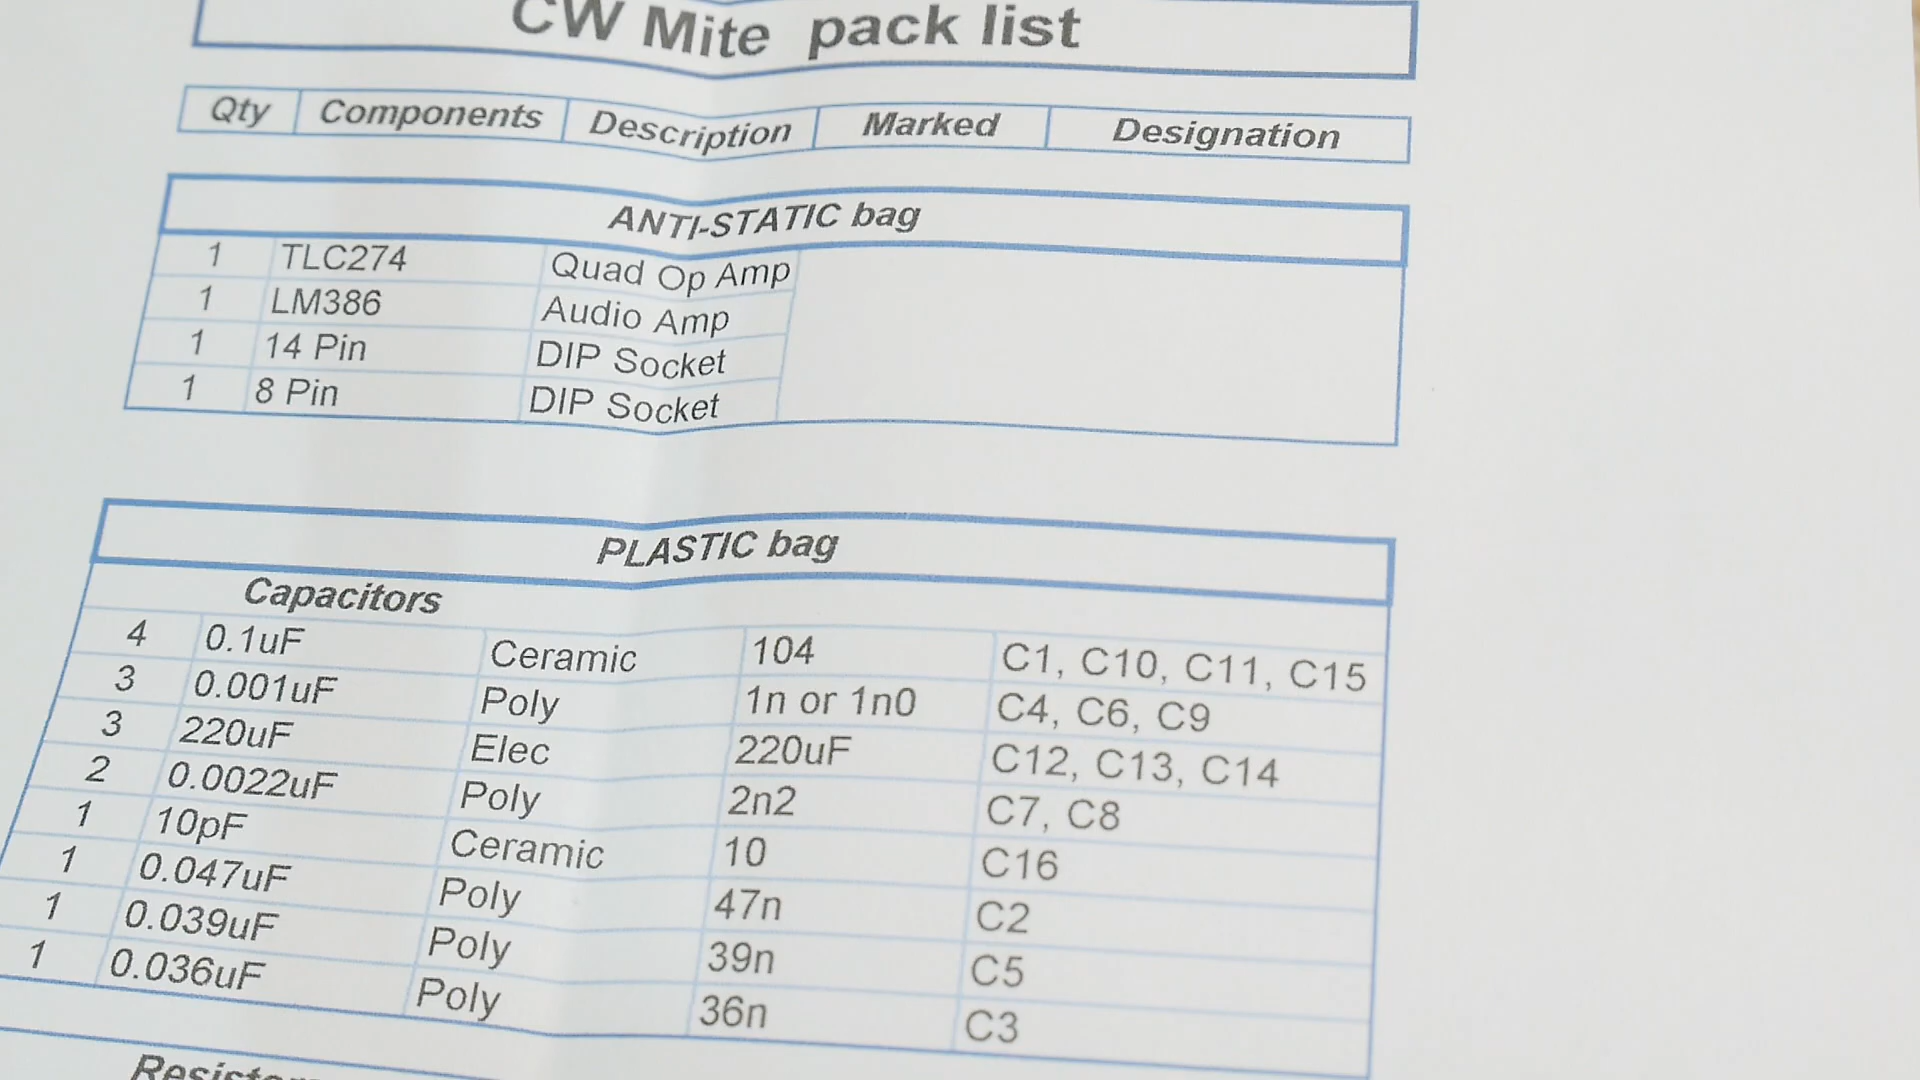 CW Mite pack list
Qty Components Description Marked Designation
ANTI-STATIC bag
1 TLC274 Quad Op Amp
1 LM386 Audio Amp
1 14 Pin DIP Socket
1 8 Pin DIP Socket
PLASTIC bag
Capacitors
4 0.1uF Ceramic 104 C1, C10, C11, C15
3 0.001uF Poly 1n or 1n0 C4, C6, C9
3 220uF Elec 220uF C12, C13, C14
2 0.0022uF Poly 2n2 C7, C8
1 10pF Ceramic 10 C16
1 0.047uF Poly 47n C2
1 0.039uF Poly 39n C5
1 0.036uF Poly 36n C3